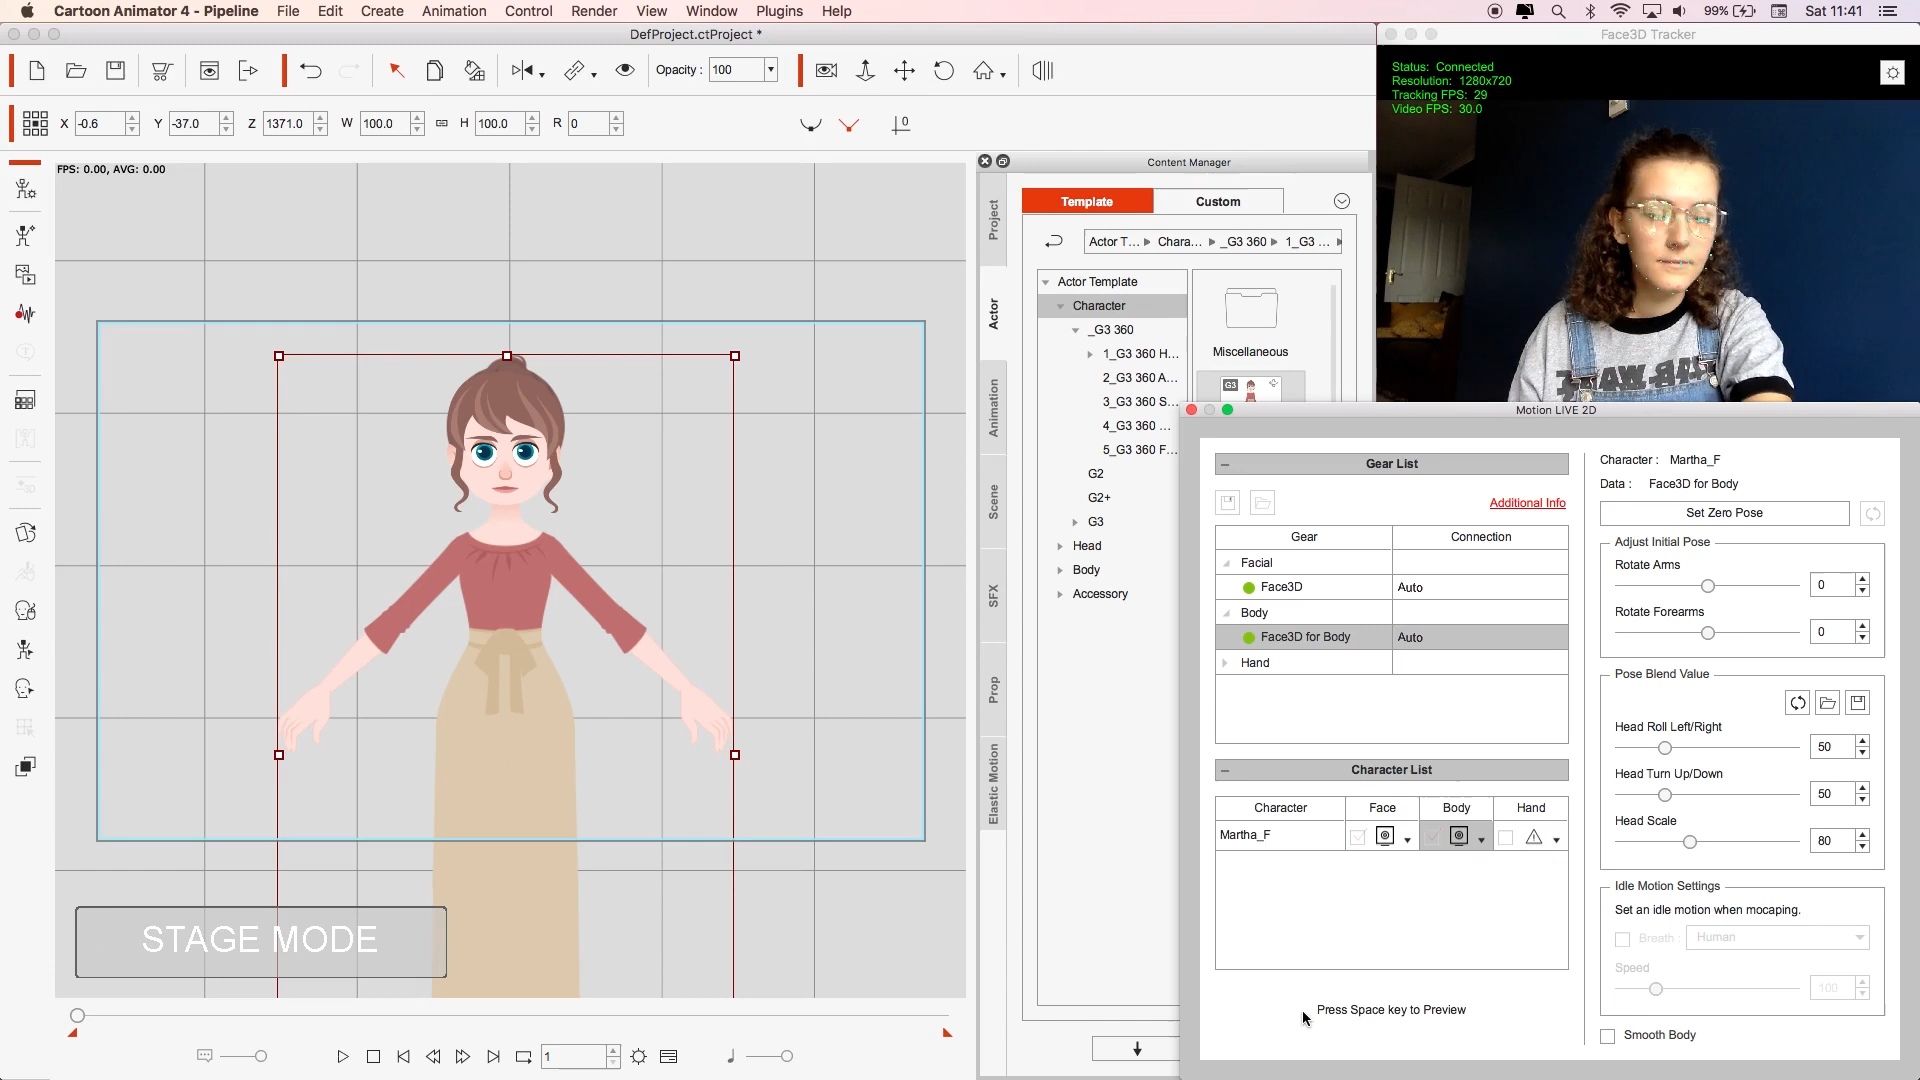 Cartoon Animator 4 - Pipeline File Edit Create Animation Control Render View Window Plugins Help 99% Sat 11:41
DefProject.ctProject *
Face3D Tracker
Opacity : 100
Status: Connected
Resolution: 1280x720
Tracking FPS: 29
Video FPS: 30.0
X -0.6 Y -37.0 Z 1371.0 W 100.0 H 100.0 R 0
FPS: 0.00, AVG: 0.00
STAGE MODE
1
Content Manager
Project
Actor
Animation
Scene
SFX
Prop
Elastic Motion
Template Custom
Actor T... Chara... _G3 360 1_G3 ...
Actor Template
Character
_G3 360
1_G3 360 H...
2_G3 360 A...
3_G3 360 S...
4_G3 360 ...
5_G3 360 F...
G2
G2+
G3
Head
Body
Accessory
Miscellaneous
G3
Motion LIVE 2D
Gear List
Additional Info
Gear Connection
Facial
Face3D Auto
Body
Face3D for Body Auto
Hand
Character List
Character Face Body Hand
Martha_F
Press Space key to Preview
Character : Martha_F
Data : Face3D for Body
Set Zero Pose
Adjust Initial Pose
Rotate Arms
0
Rotate Forearms
0
Pose Blend Value
Head Roll Left/Right
50
Head Turn Up/Down
50
Head Scale
80
Idle Motion Settings
Set an idle motion when mocaping.
Breath : Human
Speed
100
Smooth Body